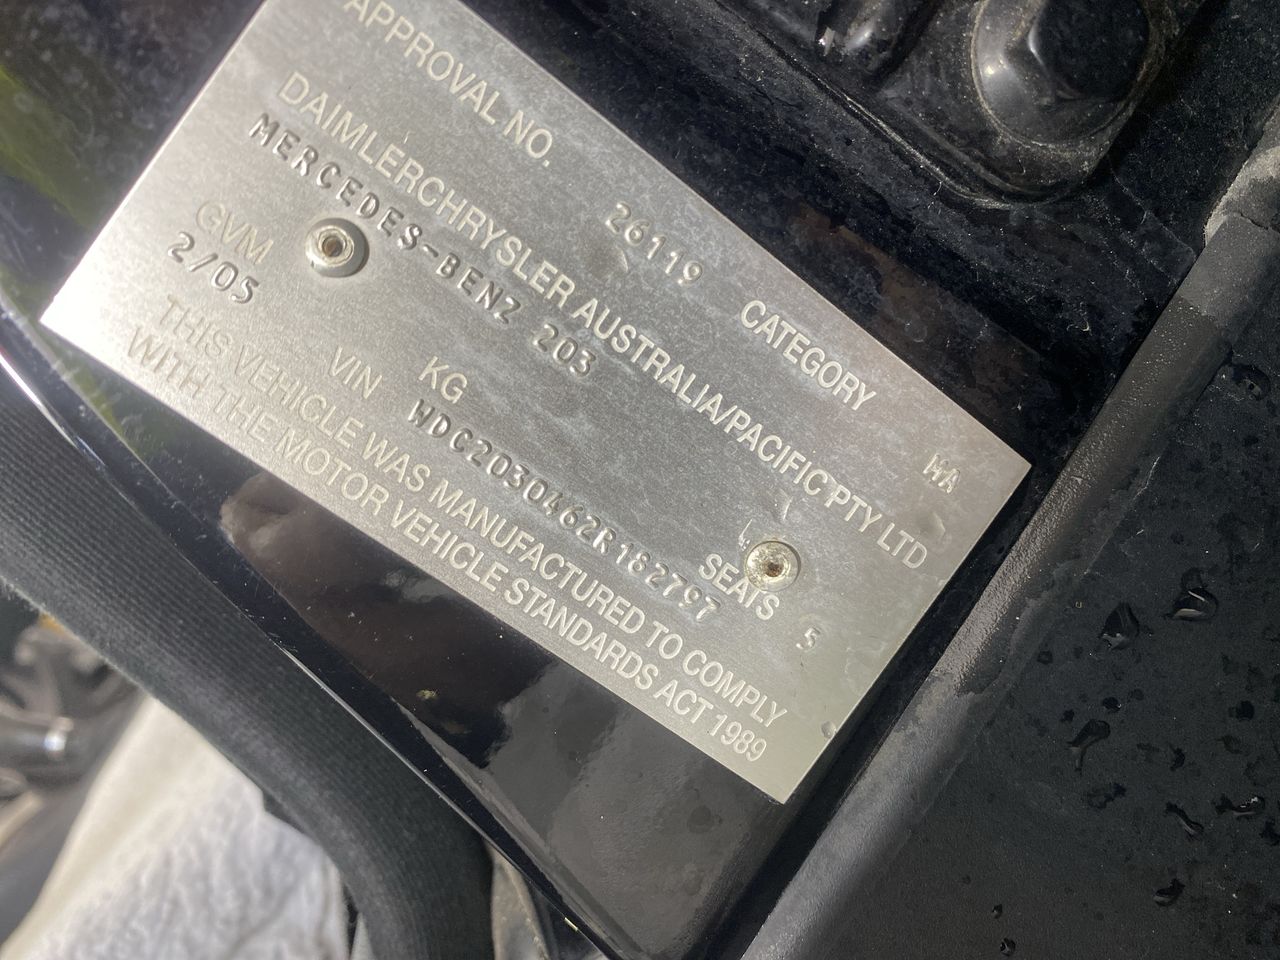 APPROVAL NO. 26119 CATEGORY MA
DAIMLERCHRYSLER AUSTRALIA/PACIFIC PTY LTD
MERCEDES-BENZ 203
GVM KG SEATS 5
2/05 VIN WDC2030462R182797
THIS VEHICLE WAS MANUFACTURED TO COMPLY
WITH THE MOTOR VEHICLE STANDARDS ACT 1989